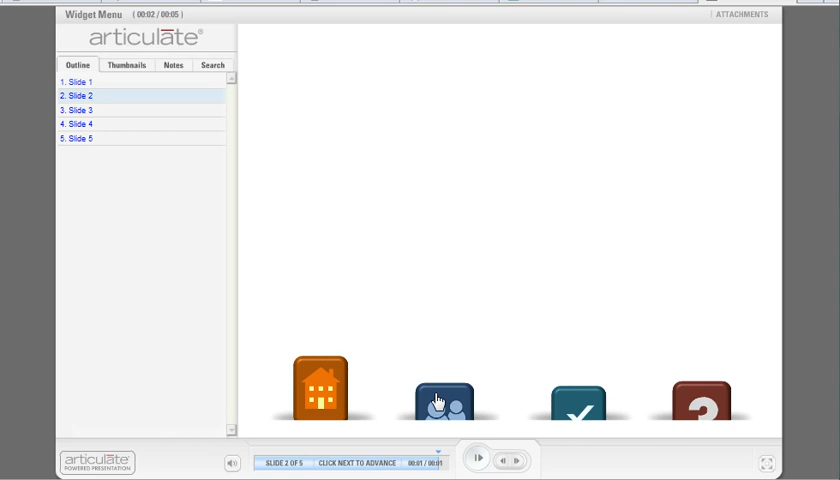 Widget Menu ( 00:02 / 00:05 )
ATTACHMENTS
articulate®
Outline Thumbnails Notes Search
1. Slide 1
2. Slide 2
3. Slide 3
4. Slide 4
5. Slide 5
?
articulate
POWERED PRESENTATION
SLIDE 2 OF 5 CLICK NEXT TO ADVANCE 00:01 / 00:01